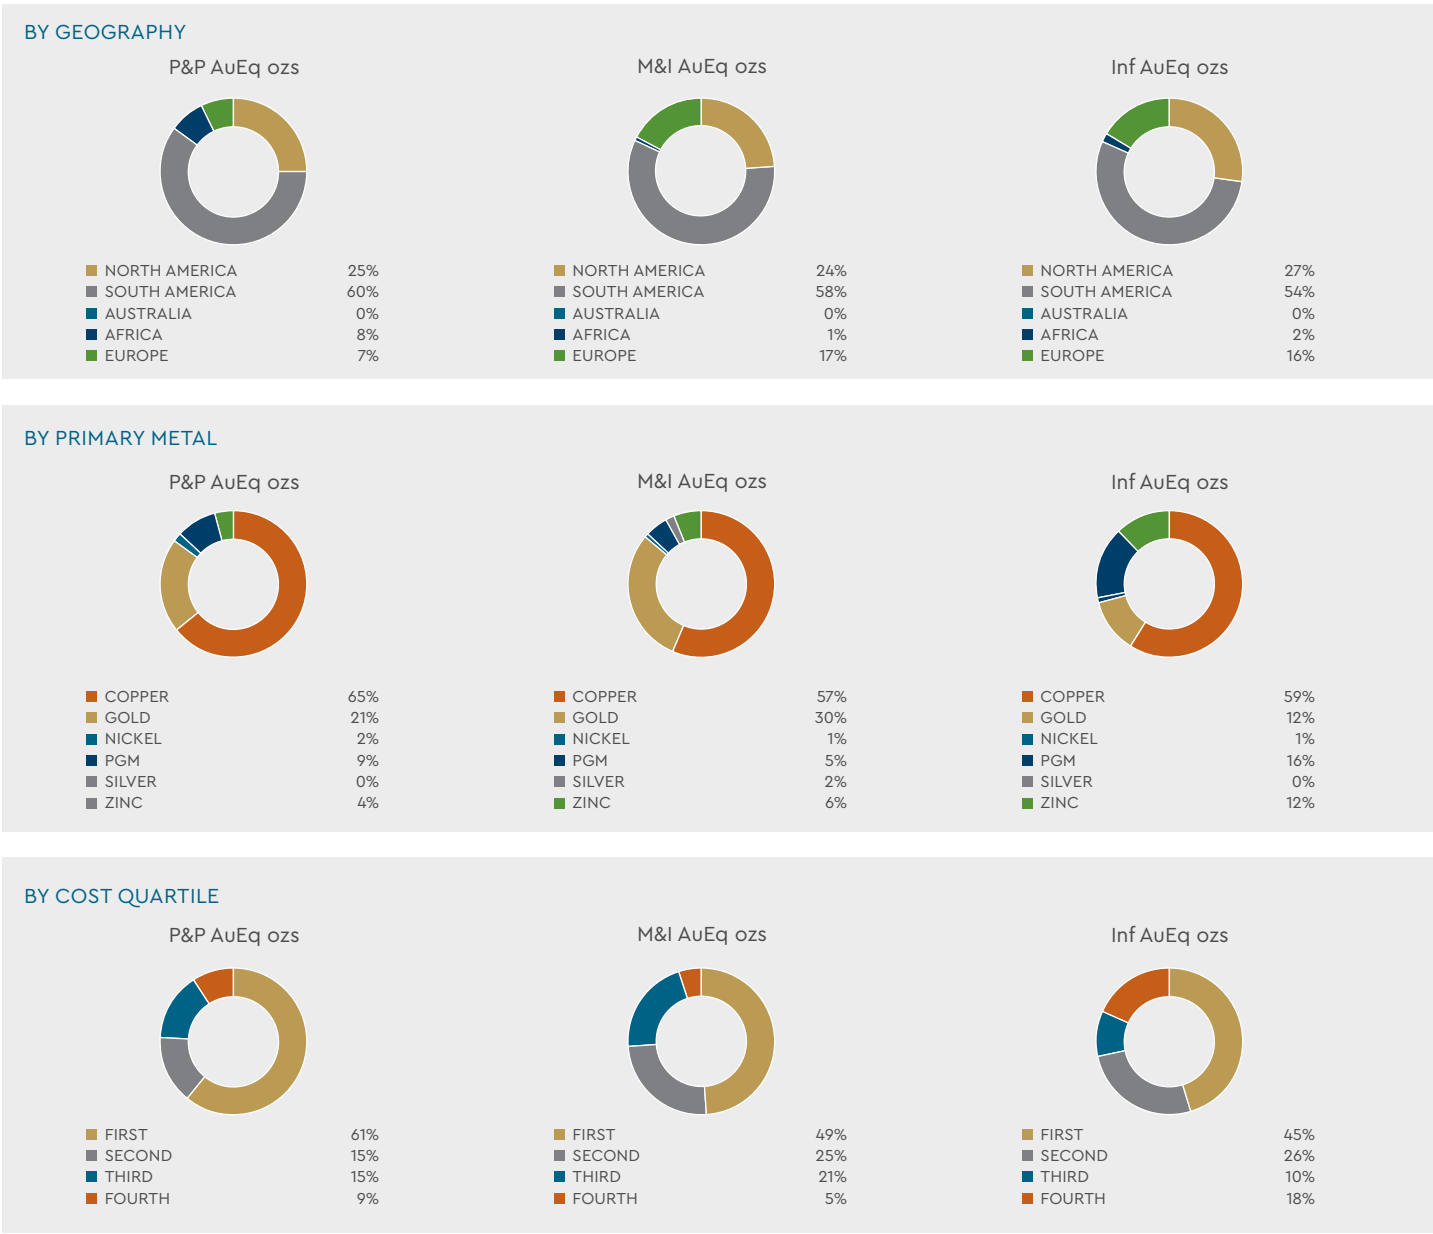 BY GEOGRAPHY
P&P AuEq ozs
NORTH AMERICA 25%
SOUTH AMERICA 60%
AUSTRALIA 0%
AFRICA 8%
EUROPE 7%
M&I AuEq ozs
NORTH AMERICA 24%
SOUTH AMERICA 58%
AUSTRALIA 0%
AFRICA 1%
EUROPE 17%
Inf AuEq ozs
NORTH AMERICA 27%
SOUTH AMERICA 54%
AUSTRALIA 0%
AFRICA 2%
EUROPE 16%
BY PRIMARY METAL
P&P AuEq ozs
COPPER 65%
GOLD 21%
NICKEL 2%
PGM 9%
SILVER 0%
ZINC 4%
M&I AuEq ozs
COPPER 57%
GOLD 30%
NICKEL 1%
PGM 5%
SILVER 2%
ZINC 6%
Inf AuEq ozs
COPPER 59%
GOLD 12%
NICKEL 1%
PGM 16%
SILVER 0%
ZINC 12%
BY COST QUARTILE
P&P AuEq ozs
FIRST 61%
SECOND 15%
THIRD 15%
FOURTH 9%
M&I AuEq ozs
FIRST 49%
SECOND 25%
THIRD 21%
FOURTH 5%
Inf AuEq ozs
FIRST 45%
SECOND 26%
THIRD 10%
FOURTH 18%